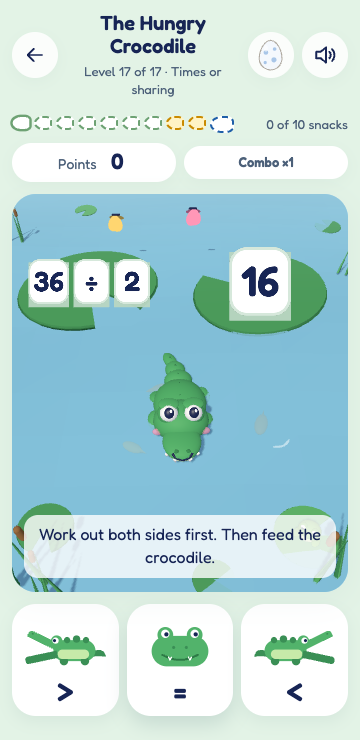 The Hungry
Crocodile
Level 17 of 17 · Times or
sharing
0 of 10 snacks
Points 0
Combo ×1
36 ÷ 2
16
Work out both sides first. Then feed the
crocodile.
> = <